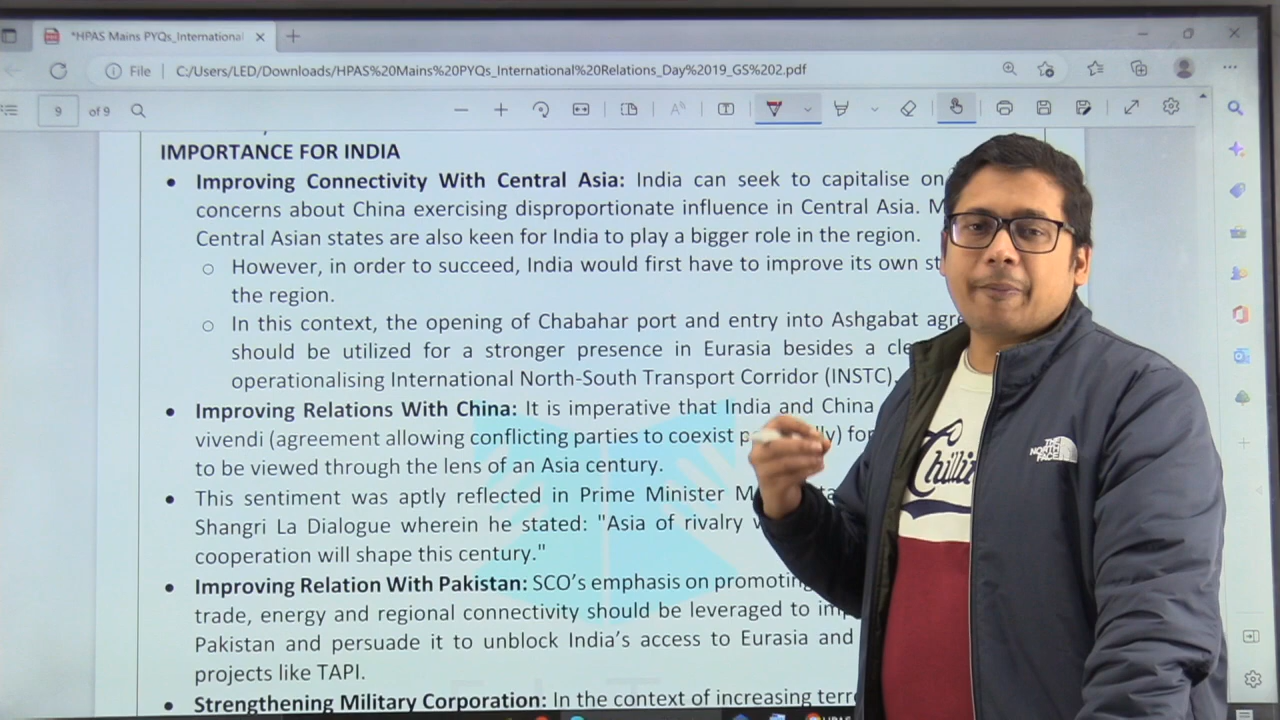 *HPAS Mains PYQs_International
File
C:/Users/LED/Downloads/HPAS%20Mains%20PYQs_International%20Relations_Day%2019_GS%202.pdf
9 of 9
IMPORTANCE FOR INDIA
• Improving Connectivity With Central Asia: India can seek to capitalise on
concerns about China exercising disproportionate influence in Central Asia.
Central Asian states are also keen for India to play a bigger role in the region.
○ However, in order to succeed, India would first have to improve its own
the region.
○ In this context, the opening of Chabahar port and entry into Ashgabat
should be utilized for a stronger presence in Eurasia besides a
operationalising International North-South Transport Corridor (INSTC),
• Improving Relations With China: It is imperative that India and China
vivendi (agreement allowing conflicting parties to coexist
to be viewed through the lens of an Asia century.
• This sentiment was aptly reflected in Prime Minister
Shangri La Dialogue wherein he stated: "Asia of rivalry
cooperation will shape this century."
• Improving Relation With Pakistan: SCO's emphasis on promoting
trade, energy and regional connectivity should be leveraged to
Pakistan and persuade it to unblock India's access to Eurasia and
projects like TAPI.
• Strengthening Military Corporation: In the context of increasing
THE
NORTH
FACE
Chillin